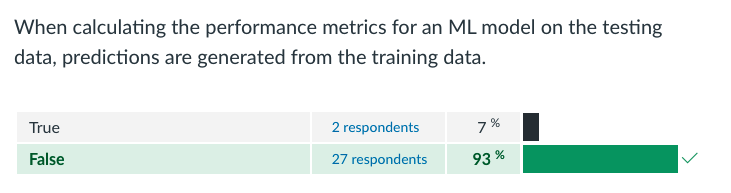 When calculating the performance metrics for an ML model on the testing
data, predictions are generated from the training data.
True 2 respondents 7 %
False 27 respondents 93 %